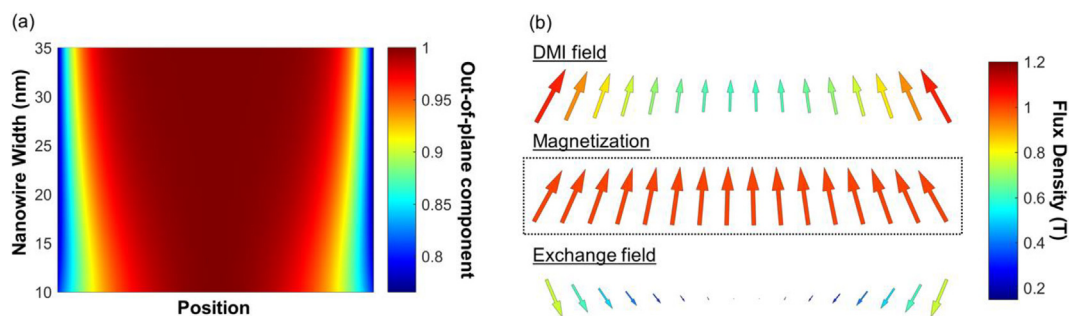 (a)
Nanowire Width (nm)
35
30
25
20
15
10
Position
1
0.95
0.9
0.85
0.8
Out-of-plane component
(b)
DMI field
Magnetization
Exchange field
1.2
1
0.8
0.6
0.4
0.2
Flux Density (T)